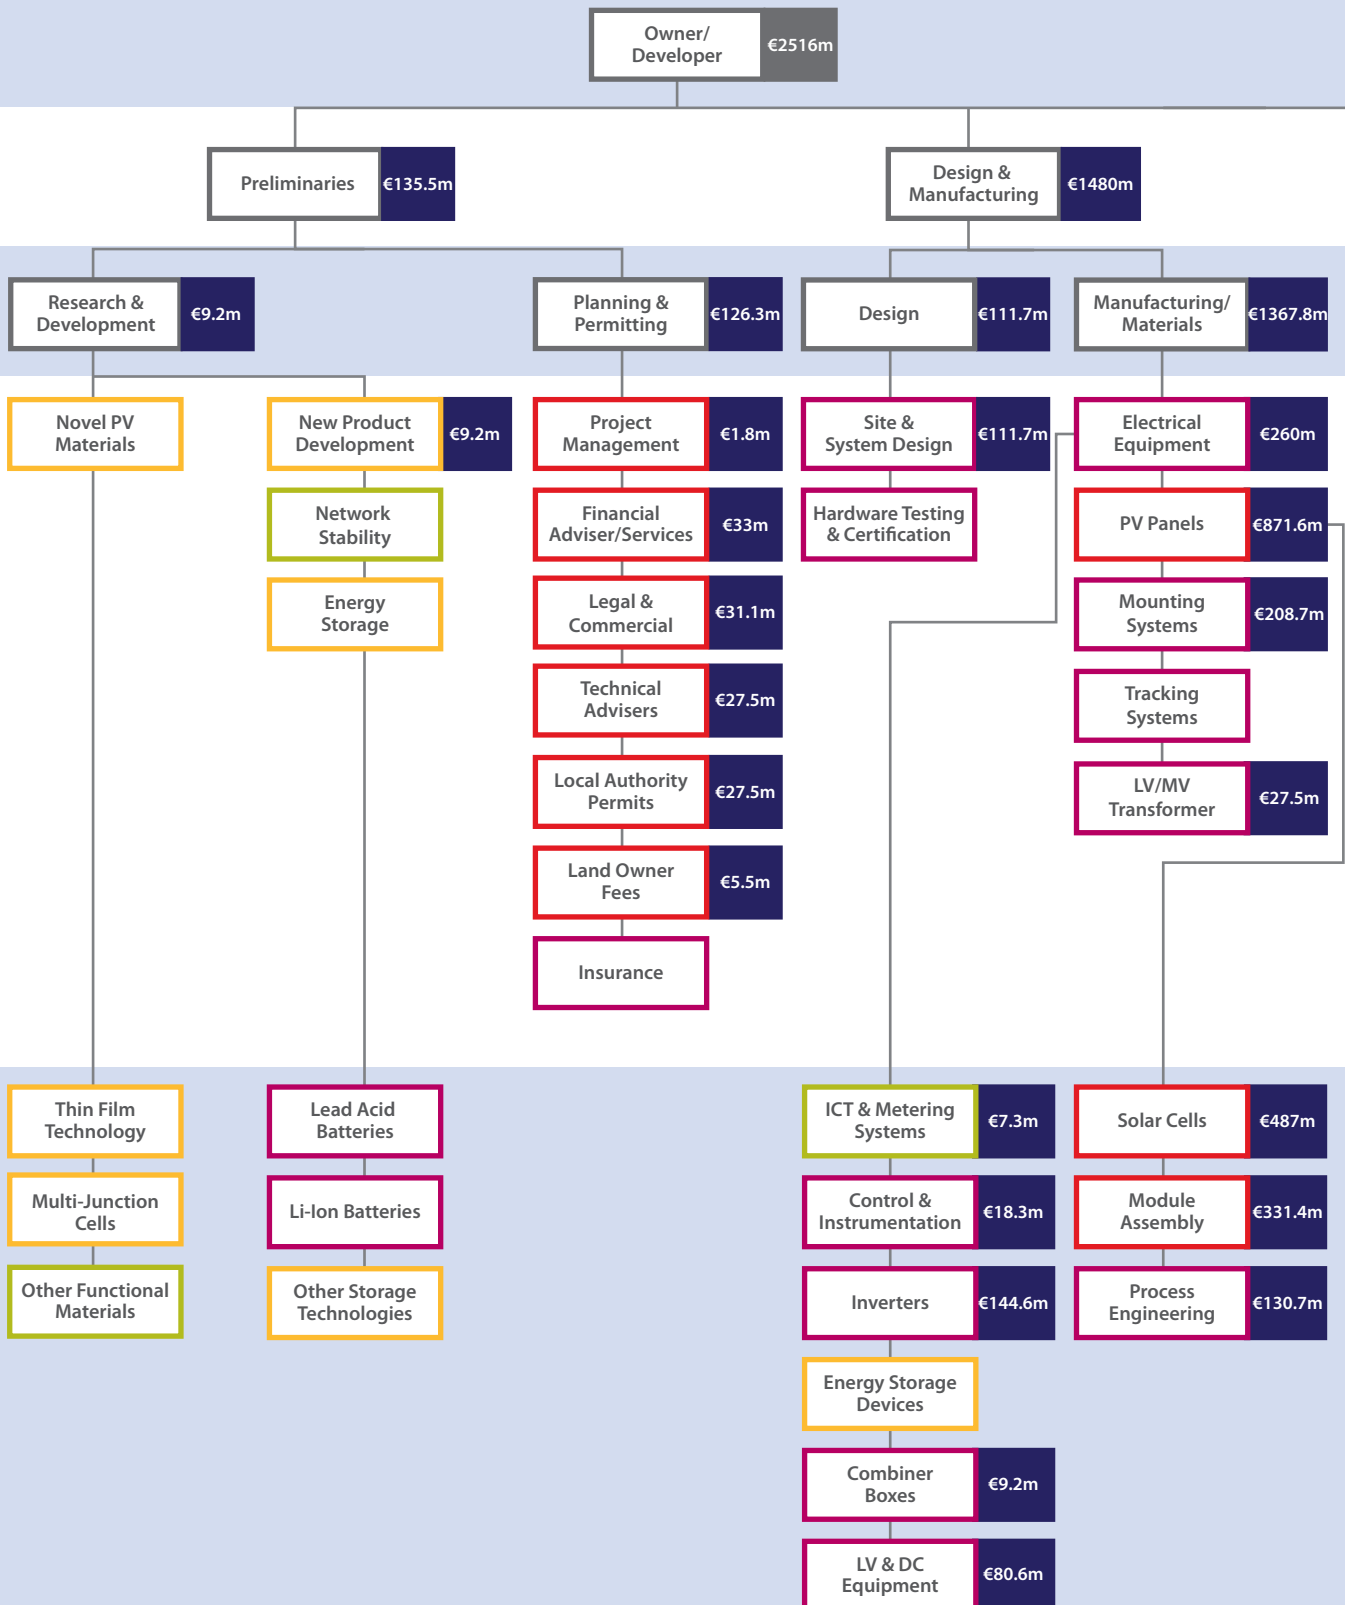 Owner/
Developer
€2516m
Preliminaries
€135.5m
Design &
Manufacturing
€1480m
Research &
Development
€9.2m
Planning &
Permitting
€126.3m
Design
€111.7m
Manufacturing/
Materials
€1367.8m
Novel PV
Materials
New Product
Development
€9.2m
Network
Stability
Energy
Storage
Project
Management
€1.8m
Financial
Adviser/Services
€33m
Legal &
Commercial
€31.1m
Technical
Advisers
€27.5m
Local Authority
Permits
€27.5m
Land Owner
Fees
€5.5m
Insurance
Site &
System Design
€111.7m
Hardware Testing
& Certification
Electrical
Equipment
€260m
PV Panels
€871.6m
Mounting
Systems
€208.7m
Tracking
Systems
LV/MV
Transformer
€27.5m
Thin Film
Technology
Multi-Junction
Cells
Other Functional
Materials
Lead Acid
Batteries
Li-Ion Batteries
Other Storage
Technologies
ICT & Metering
Systems
€7.3m
Control &
Instrumentation
€18.3m
Inverters
€144.6m
Energy Storage
Devices
Combiner
Boxes
€9.2m
LV & DC
Equipment
€80.6m
Solar Cells
€487m
Module
Assembly
€331.4m
Process
Engineering
€130.7m